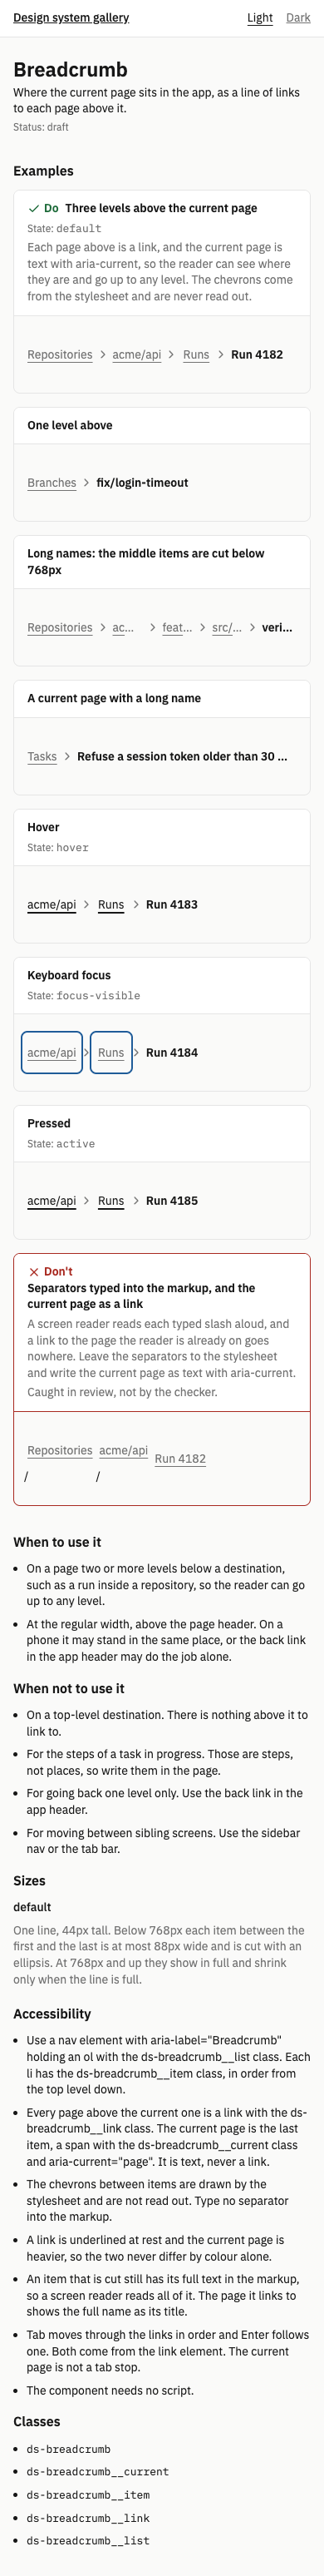 Design system gallery Light Dark
Breadcrumb
Where the current page sits in the app, as a line of links
to each page above it.
Status: draft
Examples
Do Three levels above the current page
State: default
Each page above is a link, and the current page is
text with aria-current, so the reader can see where
they are and go up to any level. The chevrons come
from the stylesheet and are never read out.
Repositories acme/api Runs Run 4182
One level above
Branches fix/login-timeout
Long names: the middle items are cut below
768px
Repositories ac... feat... src/... veri...
A current page with a long name
Tasks Refuse a session token older than 30 ...
Hover
State: hover
acme/api Runs Run 4183
Keyboard focus
State: focus-visible
acme/api Runs Run 4184
Pressed
State: active
acme/api Runs Run 4185
Don't
Separators typed into the markup, and the
current page as a link
A screen reader reads each typed slash aloud, and
a link to the page the reader is already on goes
nowhere. Leave the separators to the stylesheet
and write the current page as text with aria-current.
Caught in review, not by the checker.
Repositories acme/api Run 4182
/ /
When to use it
• On a page two or more levels below a destination,
such as a run inside a repository, so the reader can go
up to any level.
• At the regular width, above the page header. On a
phone it may stand in the same place, or the back link
in the app header may do the job alone.
When not to use it
• On a top-level destination. There is nothing above it to
link to.
• For the steps of a task in progress. Those are steps,
not places, so write them in the page.
• For going back one level only. Use the back link in the
app header.
• For moving between sibling screens. Use the sidebar
nav or the tab bar.
Sizes
default
One line, 44px tall. Below 768px each item between the
first and the last is at most 88px wide and is cut with an
ellipsis. At 768px and up they show in full and shrink
only when the line is full.
Accessibility
• Use a nav element with aria-label="Breadcrumb"
holding an ol with the ds-breadcrumb__list class. Each
li has the ds-breadcrumb__item class, in order from
the top level down.
• Every page above the current one is a link with the ds-
breadcrumb__link class. The current page is the last
item, a span with the ds-breadcrumb__current class
and aria-current="page". It is text, never a link.
• The chevrons between items are drawn by the
stylesheet and are not read out. Type no separator
into the markup.
• A link is underlined at rest and the current page is
heavier, so the two never differ by colour alone.
• An item that is cut still has its full text in the markup,
so a screen reader reads all of it. The page it links to
shows the full name as its title.
• Tab moves through the links in order and Enter follows
one. Both come from the link element. The current
page is not a tab stop.
• The component needs no script.
Classes
• ds-breadcrumb
• ds-breadcrumb__current
• ds-breadcrumb__item
• ds-breadcrumb__link
• ds-breadcrumb__list